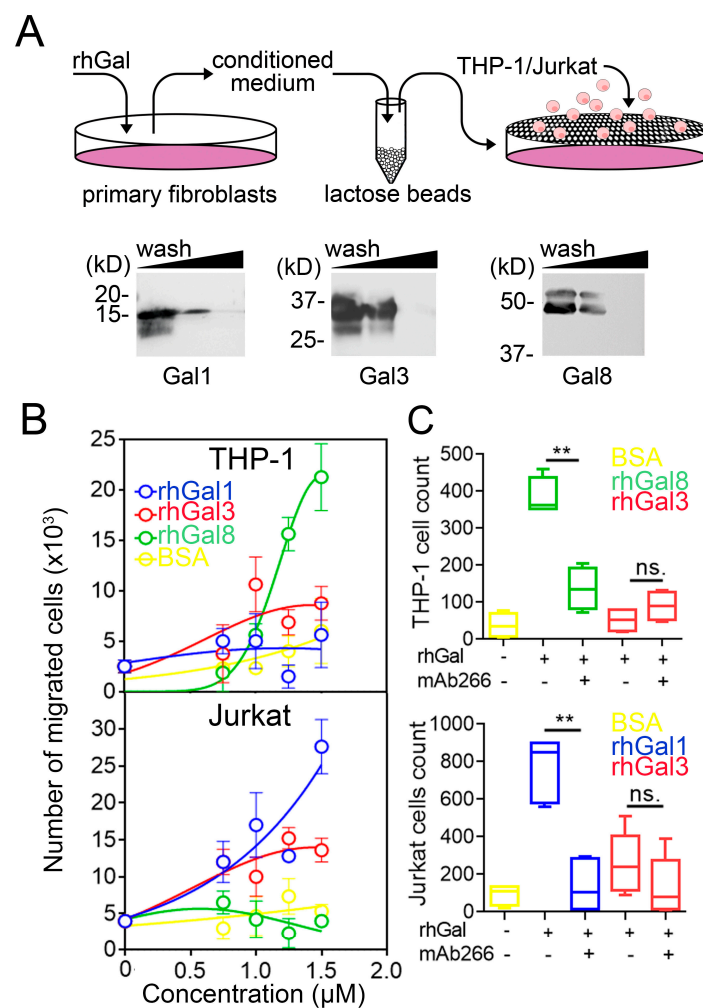 A
rhGal
conditioned
medium
THP-1/Jurkat
primary fibroblasts
lactose beads
(kD) wash
20-
15-
Gal1
(kD) wash
37-
25-
Gal3
(kD) wash
50-
37-
Gal8
B
Number of migrated cells (x10³)
25
20
15
10
5
0
THP-1
rhGal1
rhGal3
rhGal8
BSA
30
25
20
15
10
5
0
Jurkat
0 0.5 1.0 1.5 2.0
Concentration (µM)
C
THP-1 cell count
500
400
300
200
100
0
**
ns.
BSA
rhGal8
rhGal3
rhGal - + + + +
mAb266 - - + - +
Jurkat cells count
1000
800
600
400
200
0
**
ns.
BSA
rhGal1
rhGal3
rhGal - + + + +
mAb266 - - + - +